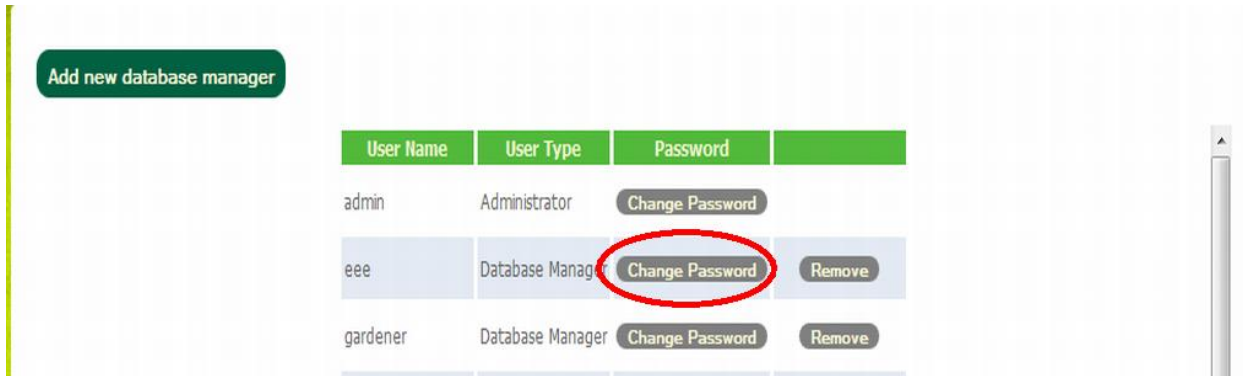 Add new database manager
User Name User Type Password
admin Administrator Change Password
eee Database Manager Change Password Remove
gardener Database Manager Change Password Remove